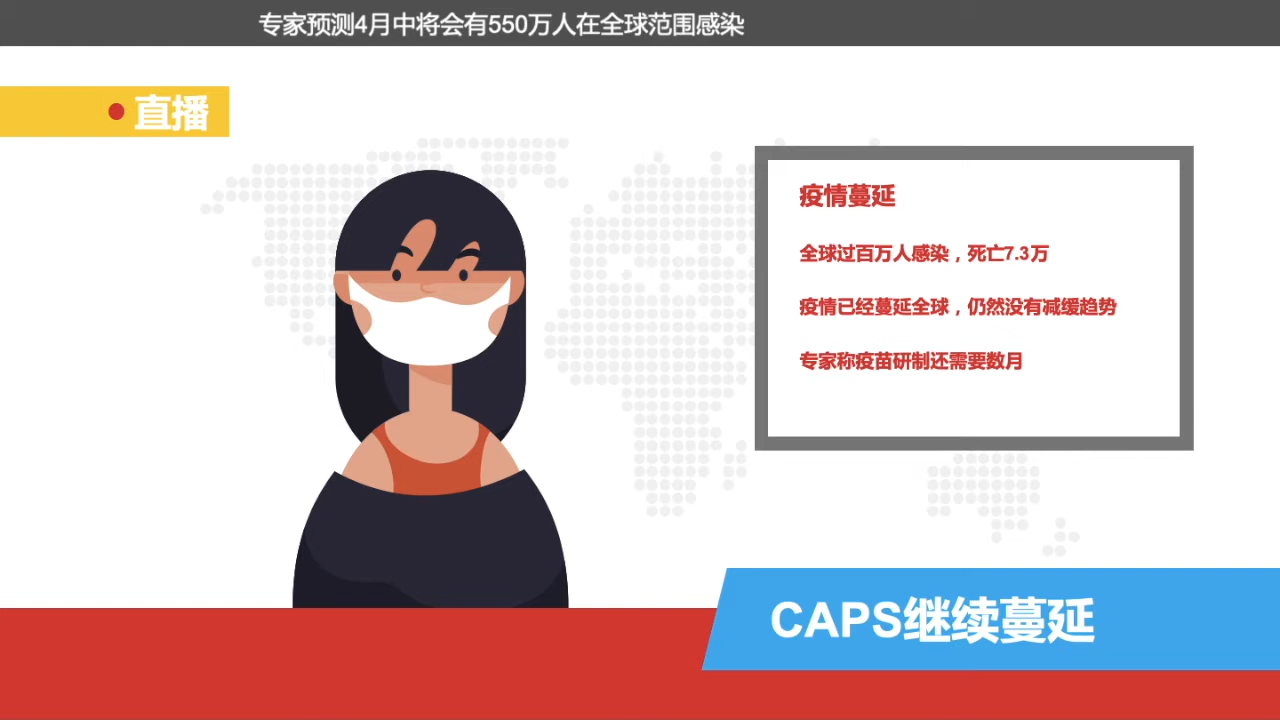 专家预测4月中将会有550万人在全球范围感染
直播
疫情蔓延
全球过百万人感染，死亡7.3万
疫情已经蔓延全球，仍然没有减缓趋势
专家称疫苗研制还需要数月
CAPS继续蔓延